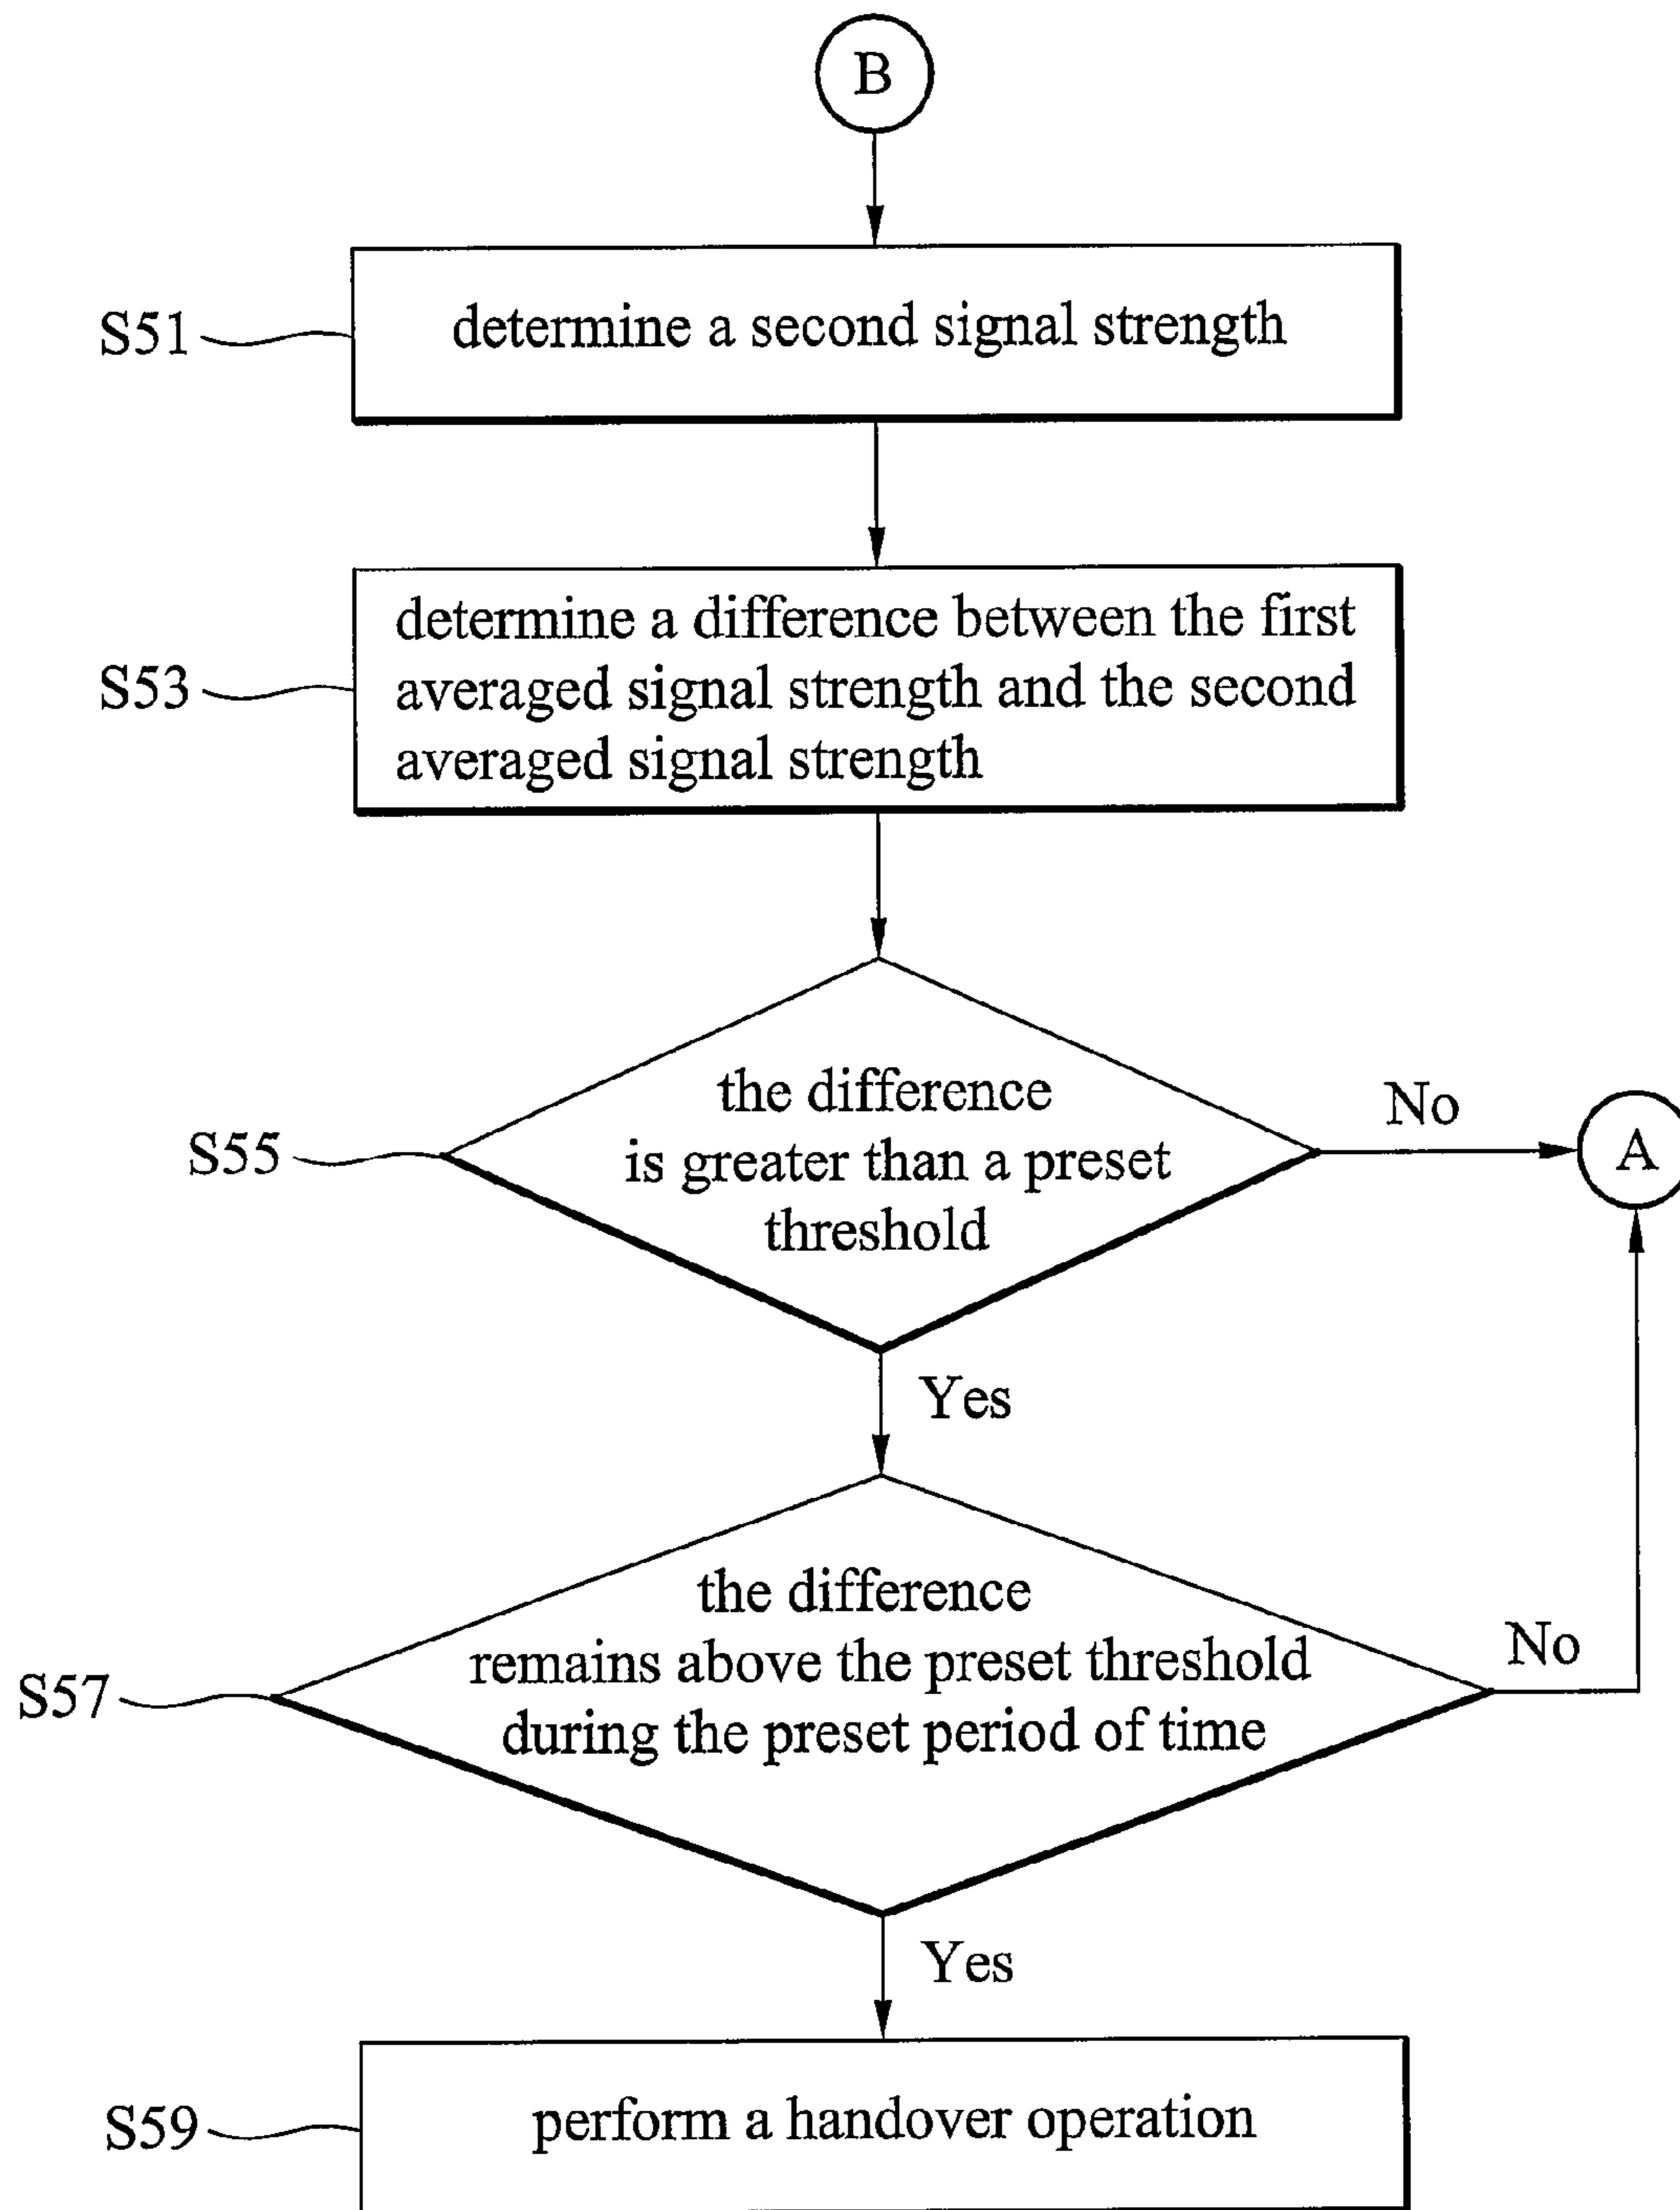 B
S51
determine a second signal strength
S53
determine a difference between the first
averaged signal strength and the second
averaged signal strength
S55
the difference
is greater than a preset
threshold
No
A
Yes
S57
the difference
remains above the preset threshold
during the preset period of time
No
Yes
S59
perform a handover operation